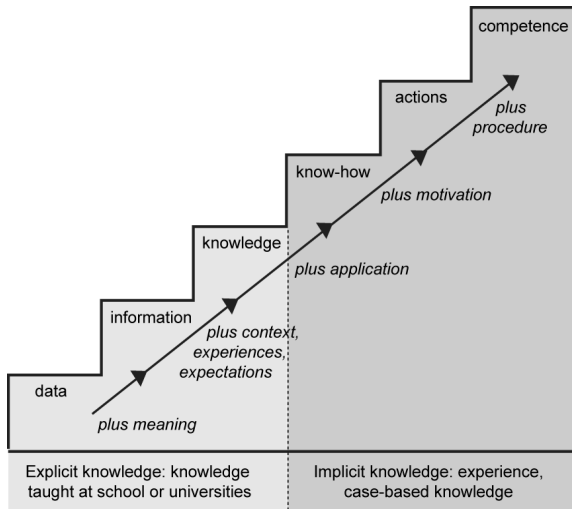 competence
actions
plus
procedure
know-how
plus motivation
knowledge
plus application
information
plus context,
experiences,
expectations
data
plus meaning
Explicit knowledge: knowledge
taught at school or universities
Implicit knowledge: experience,
case-based knowledge